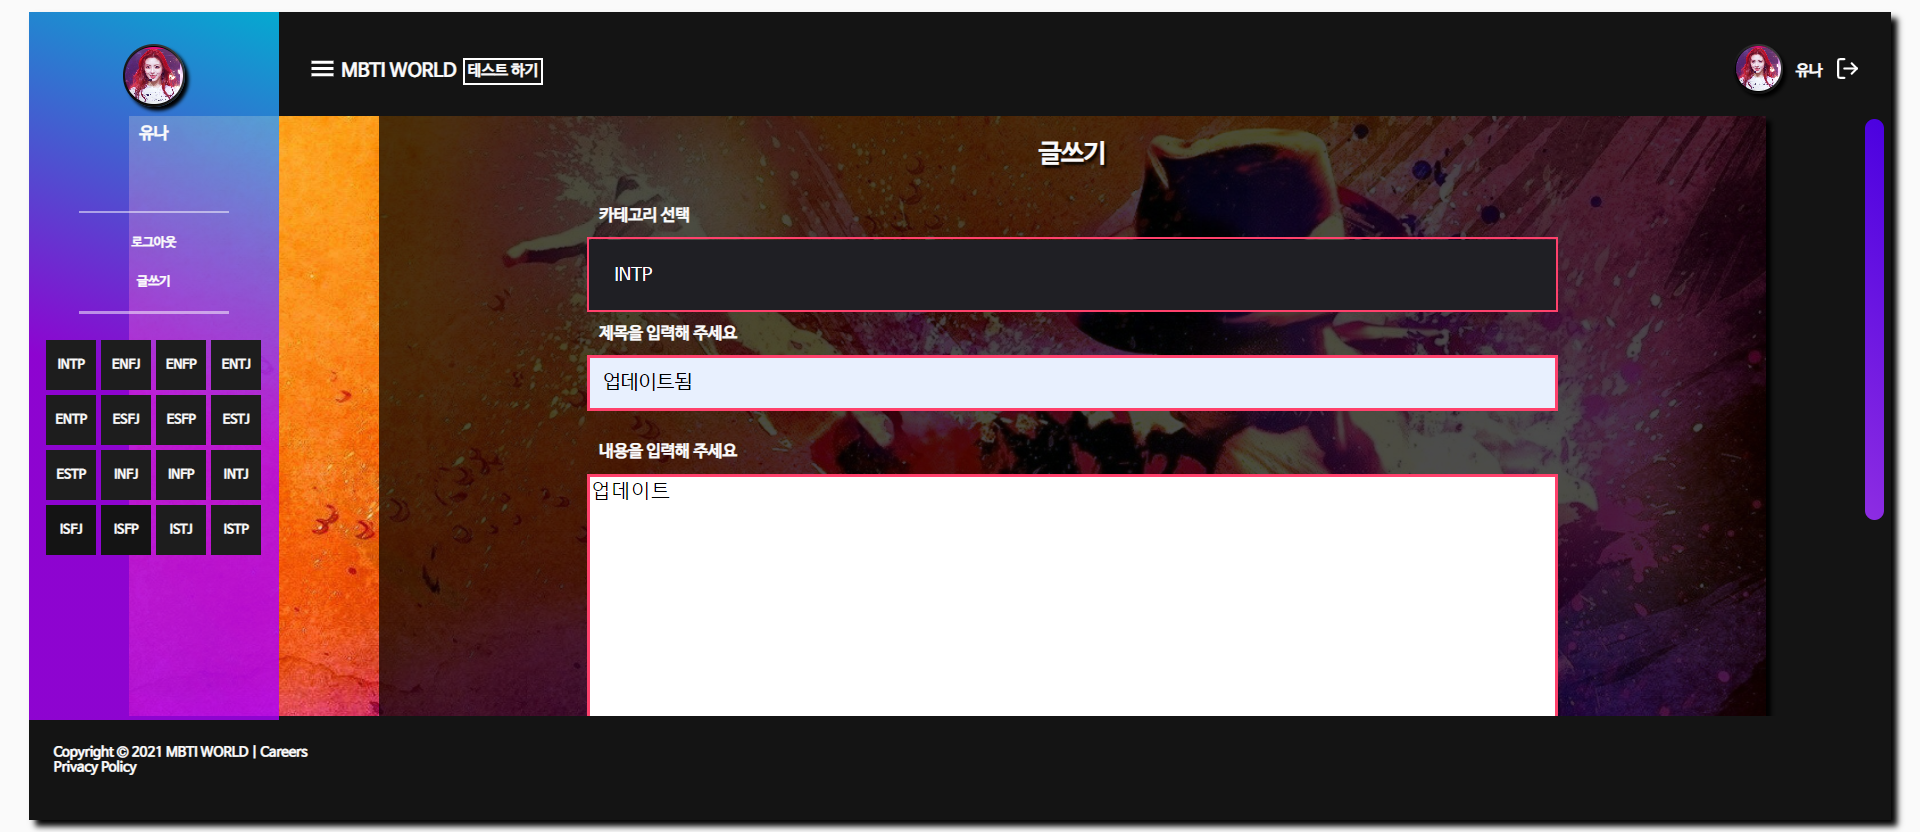 MBTI WORLD 테스트 하기
유나
유나
로그아웃
글쓰기
INTP ENFJ ENFP ENTJ
ENTP ESFJ ESFP ESTJ
ESTP INFJ INFP INTJ
ISFJ ISFP ISTJ ISTP
글쓰기
카테고리 선택
INTP
제목을 입력해 주세요
업데이트됨
내용을 입력해 주세요
업데이트
Copyright © 2021 MBTI WORLD | Careers
Privacy Policy